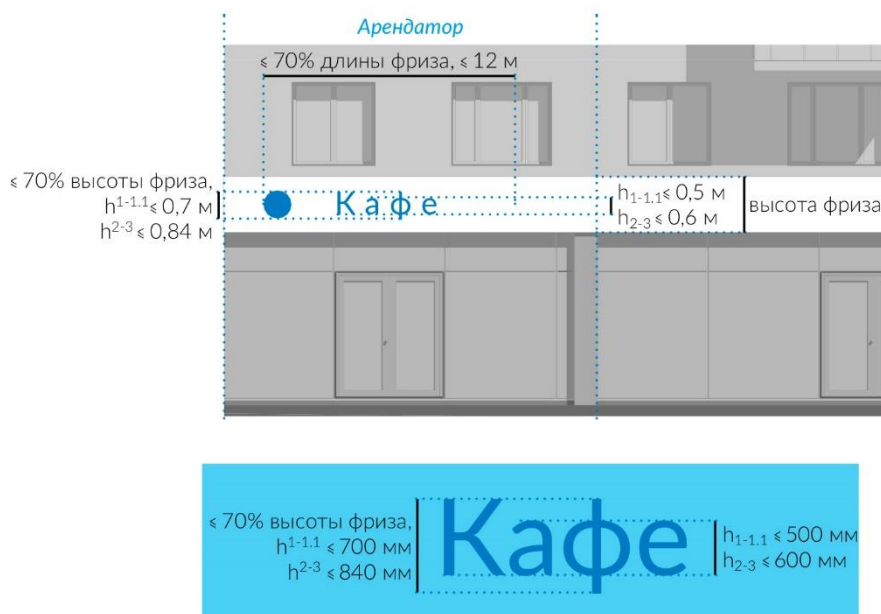 Арендатор
≤ 70% длины фриза, ≤ 12 м
≤ 70% высоты фриза,
h1-1.1 ≤ 0,7 м
h2-3 ≤ 0,84 м
Кафе
h1-1.1 ≤ 0,5 м
h2-3 ≤ 0,6 м
высота фриза
≤ 70% высоты фриза,
h1-1.1 ≤ 700 мм
h2-3 ≤ 840 мм
Кафе
h1-1.1 ≤ 500 мм
h2-3 ≤ 600 мм